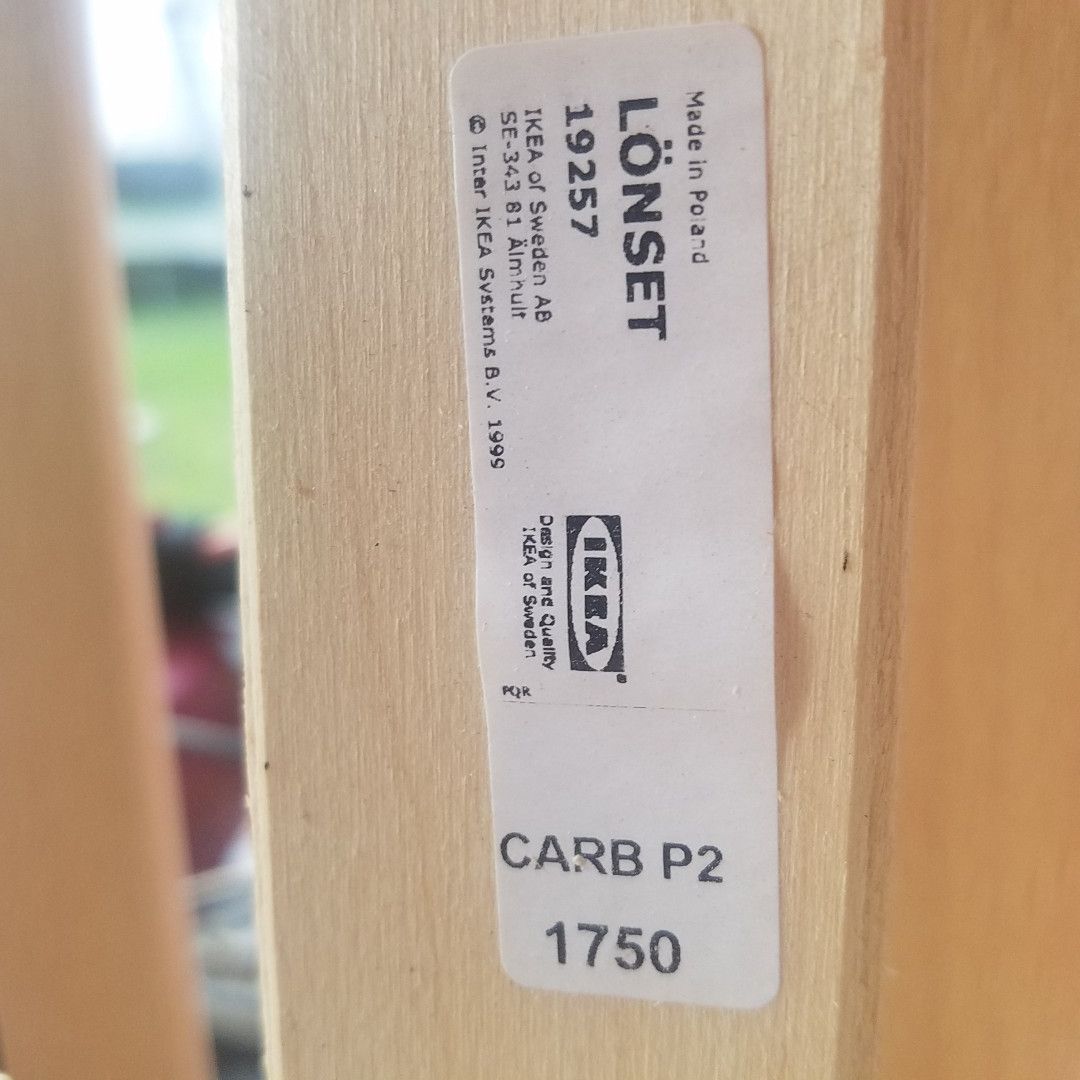 Made in Poland
LÖNSET
19257
IKEA of Sweden AB
SE-343 81 Älmhult
© Inter IKEA Systems B.V. 1999
IKEA®
Design and Quality
IKEA of Sweden
CARB P2
1750